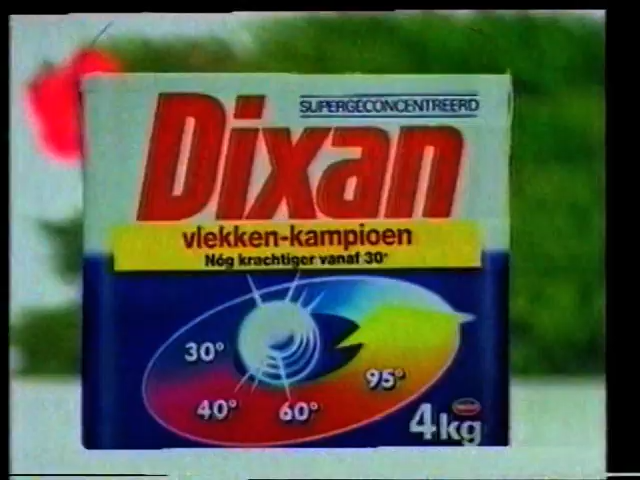 SUPERGECONCENTREERD
Dixan
vlekken-kampioen
Nóg krachtiger vanaf 30°
30°
95°
40°
60°
4kg